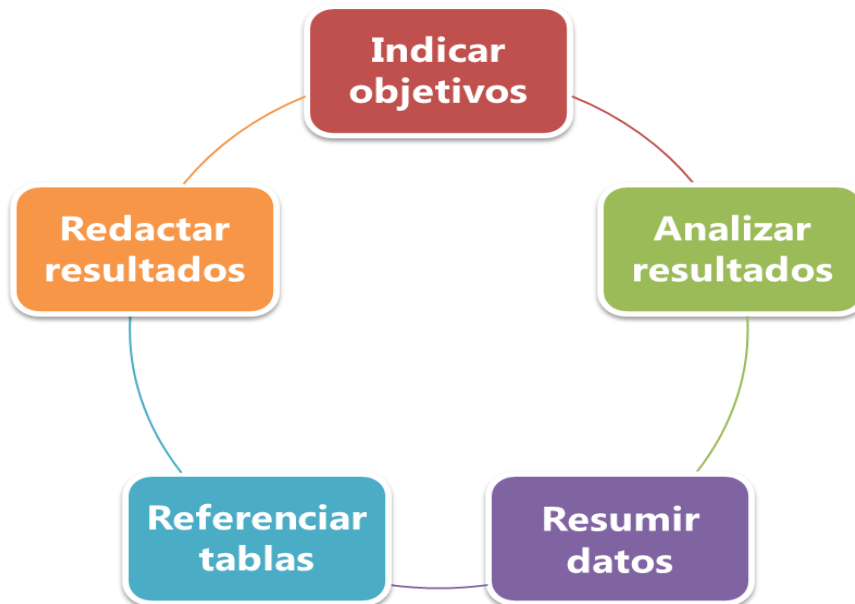 Indicar
objetivos
Analizar
resultados
Resumir
datos
Referenciar
tablas
Redactar
resultados